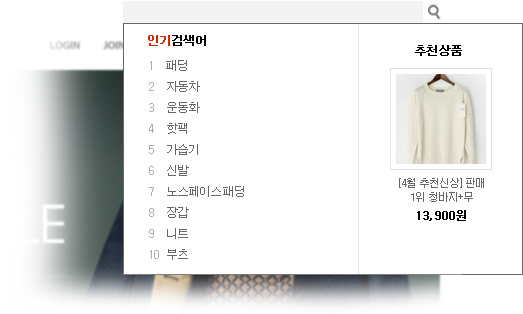 LOGIN
JOIN
인기검색어
1 패딩
2 자동차
3 운동화
4 핫팩
5 가습기
6 신발
7 노스페이스패딩
8 장갑
9 니트
10 부츠
추천상품
[4월 추천신상] 판매
1위 청바지+무
13,900원
LE